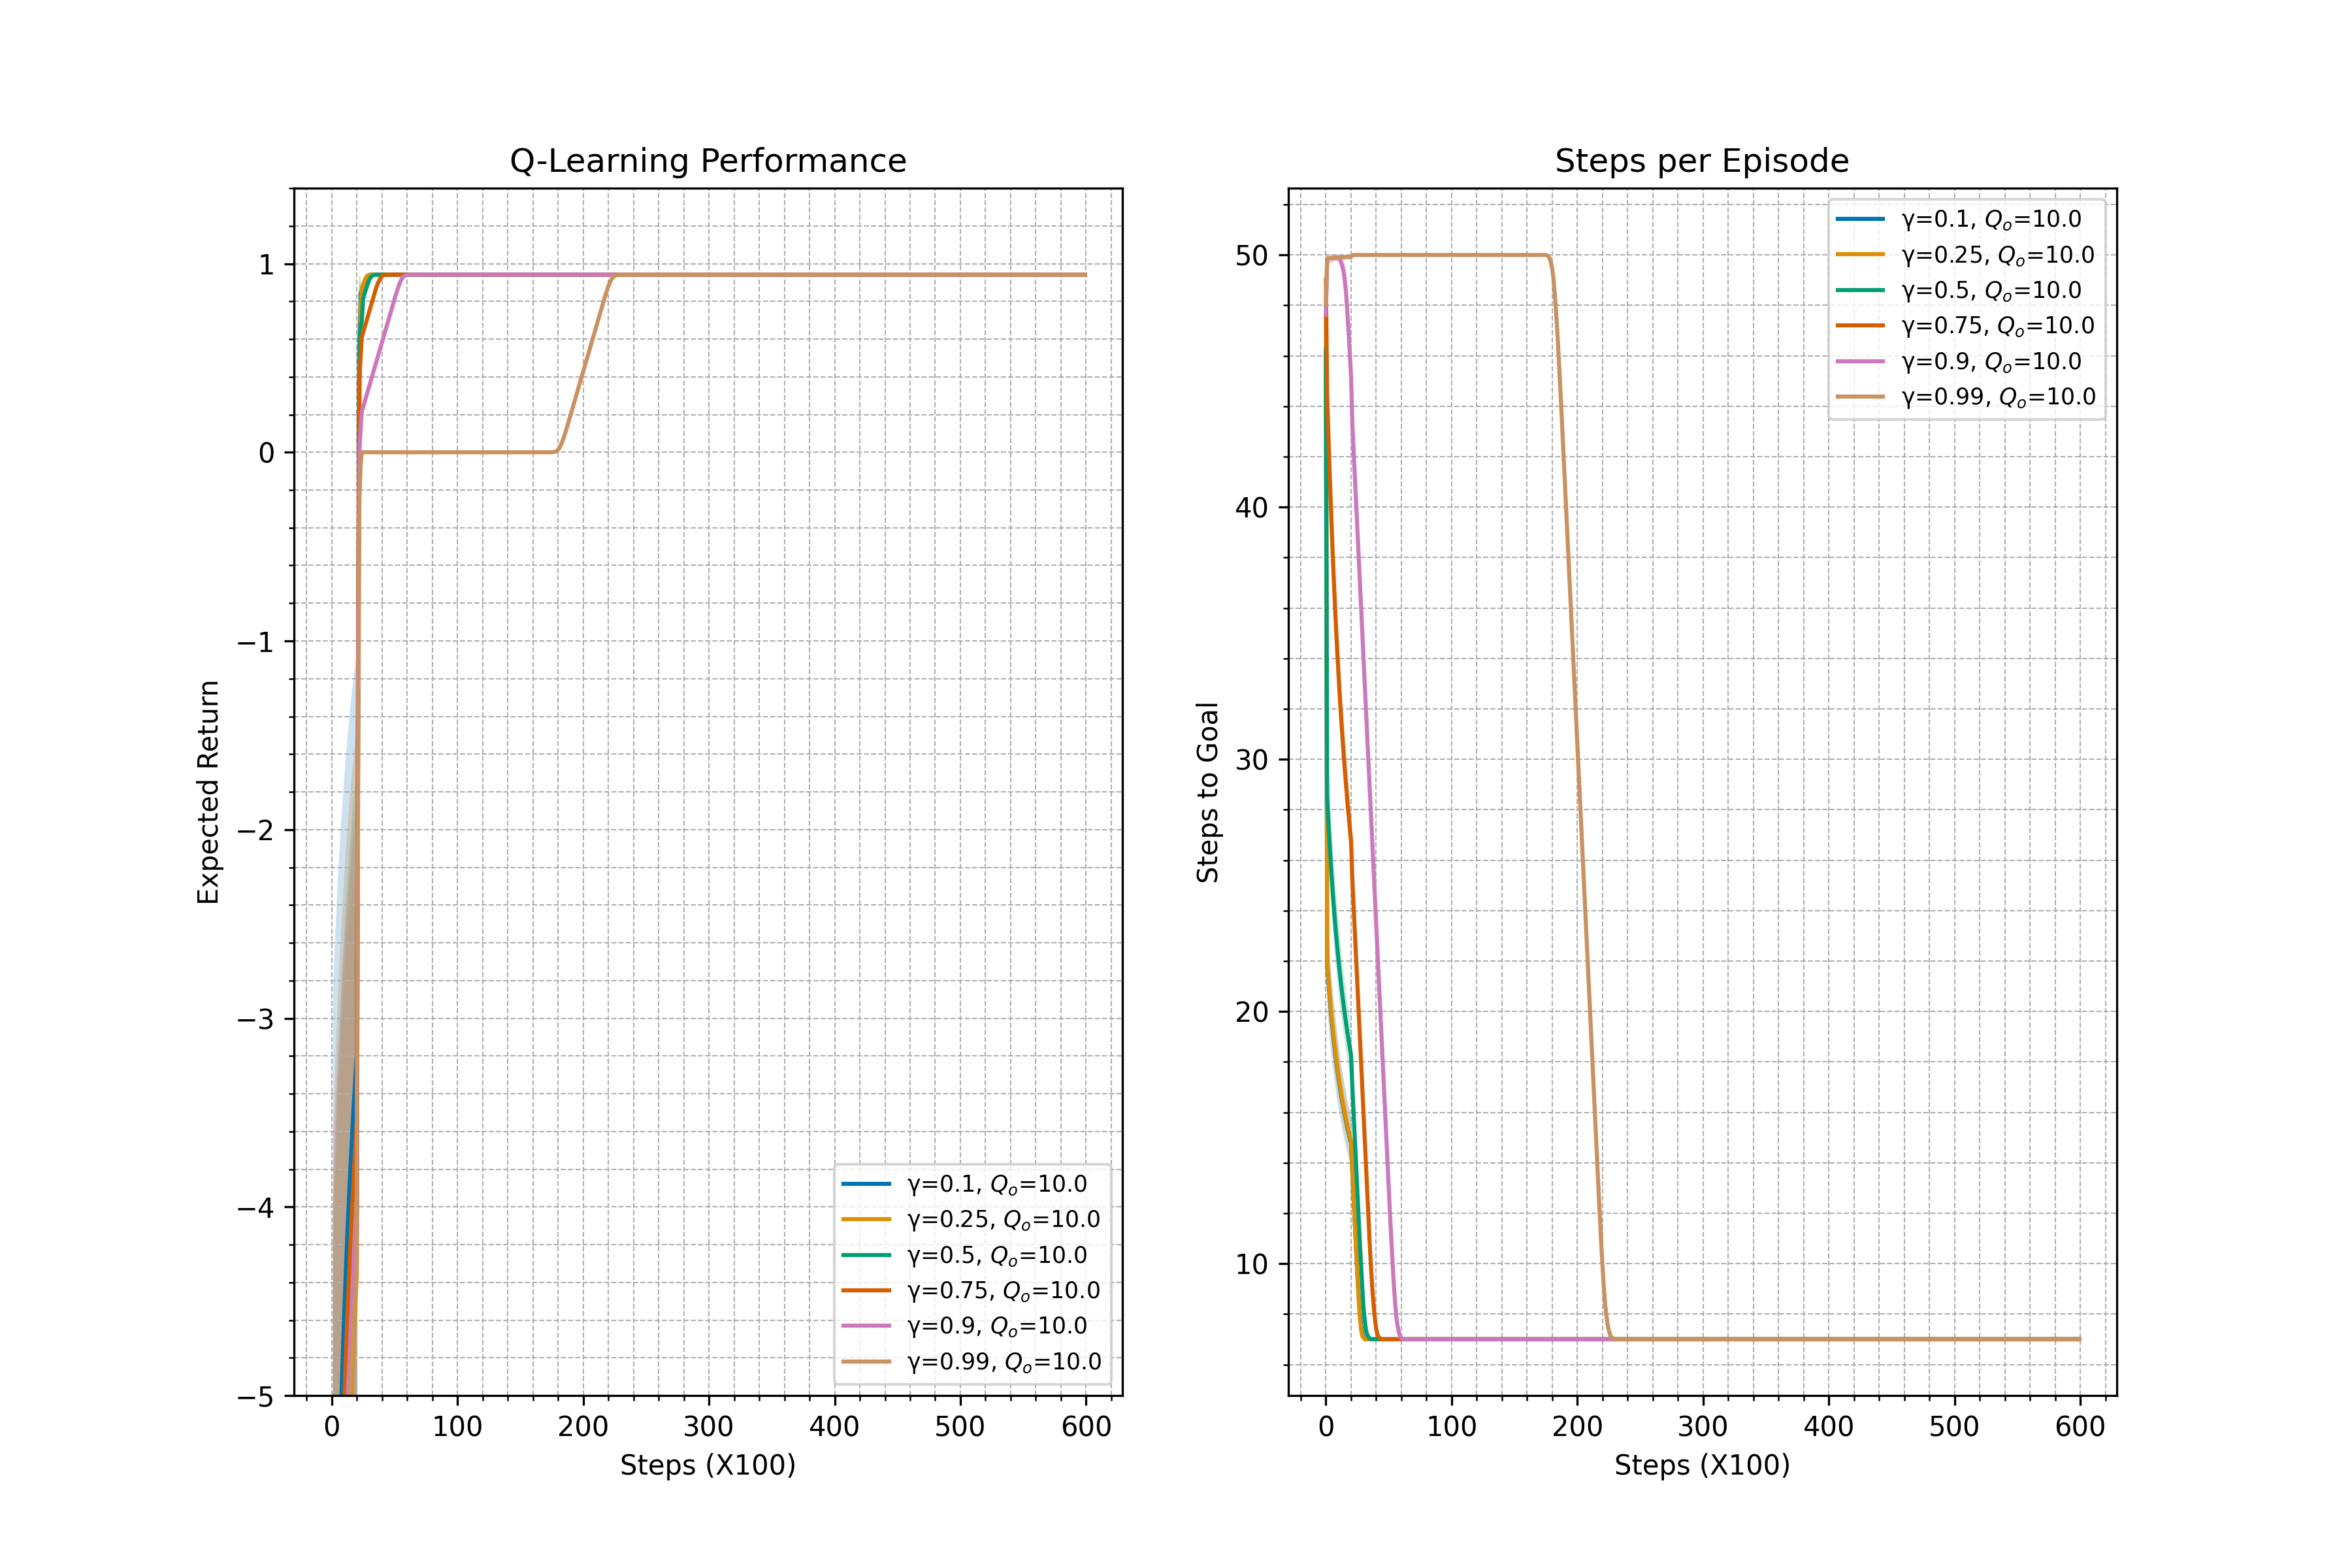 Q-Learning Performance
1
0
−1
−2
−3
−4
−5
Expected Return
0 100 200 300 400 500 600
Steps (X100)
γ=0.1, Qₒ=10.0
γ=0.25, Qₒ=10.0
γ=0.5, Qₒ=10.0
γ=0.75, Qₒ=10.0
γ=0.9, Qₒ=10.0
γ=0.99, Qₒ=10.0
Steps per Episode
50
40
30
20
10
Steps to Goal
0 100 200 300 400 500 600
Steps (X100)
γ=0.1, Qₒ=10.0
γ=0.25, Qₒ=10.0
γ=0.5, Qₒ=10.0
γ=0.75, Qₒ=10.0
γ=0.9, Qₒ=10.0
γ=0.99, Qₒ=10.0